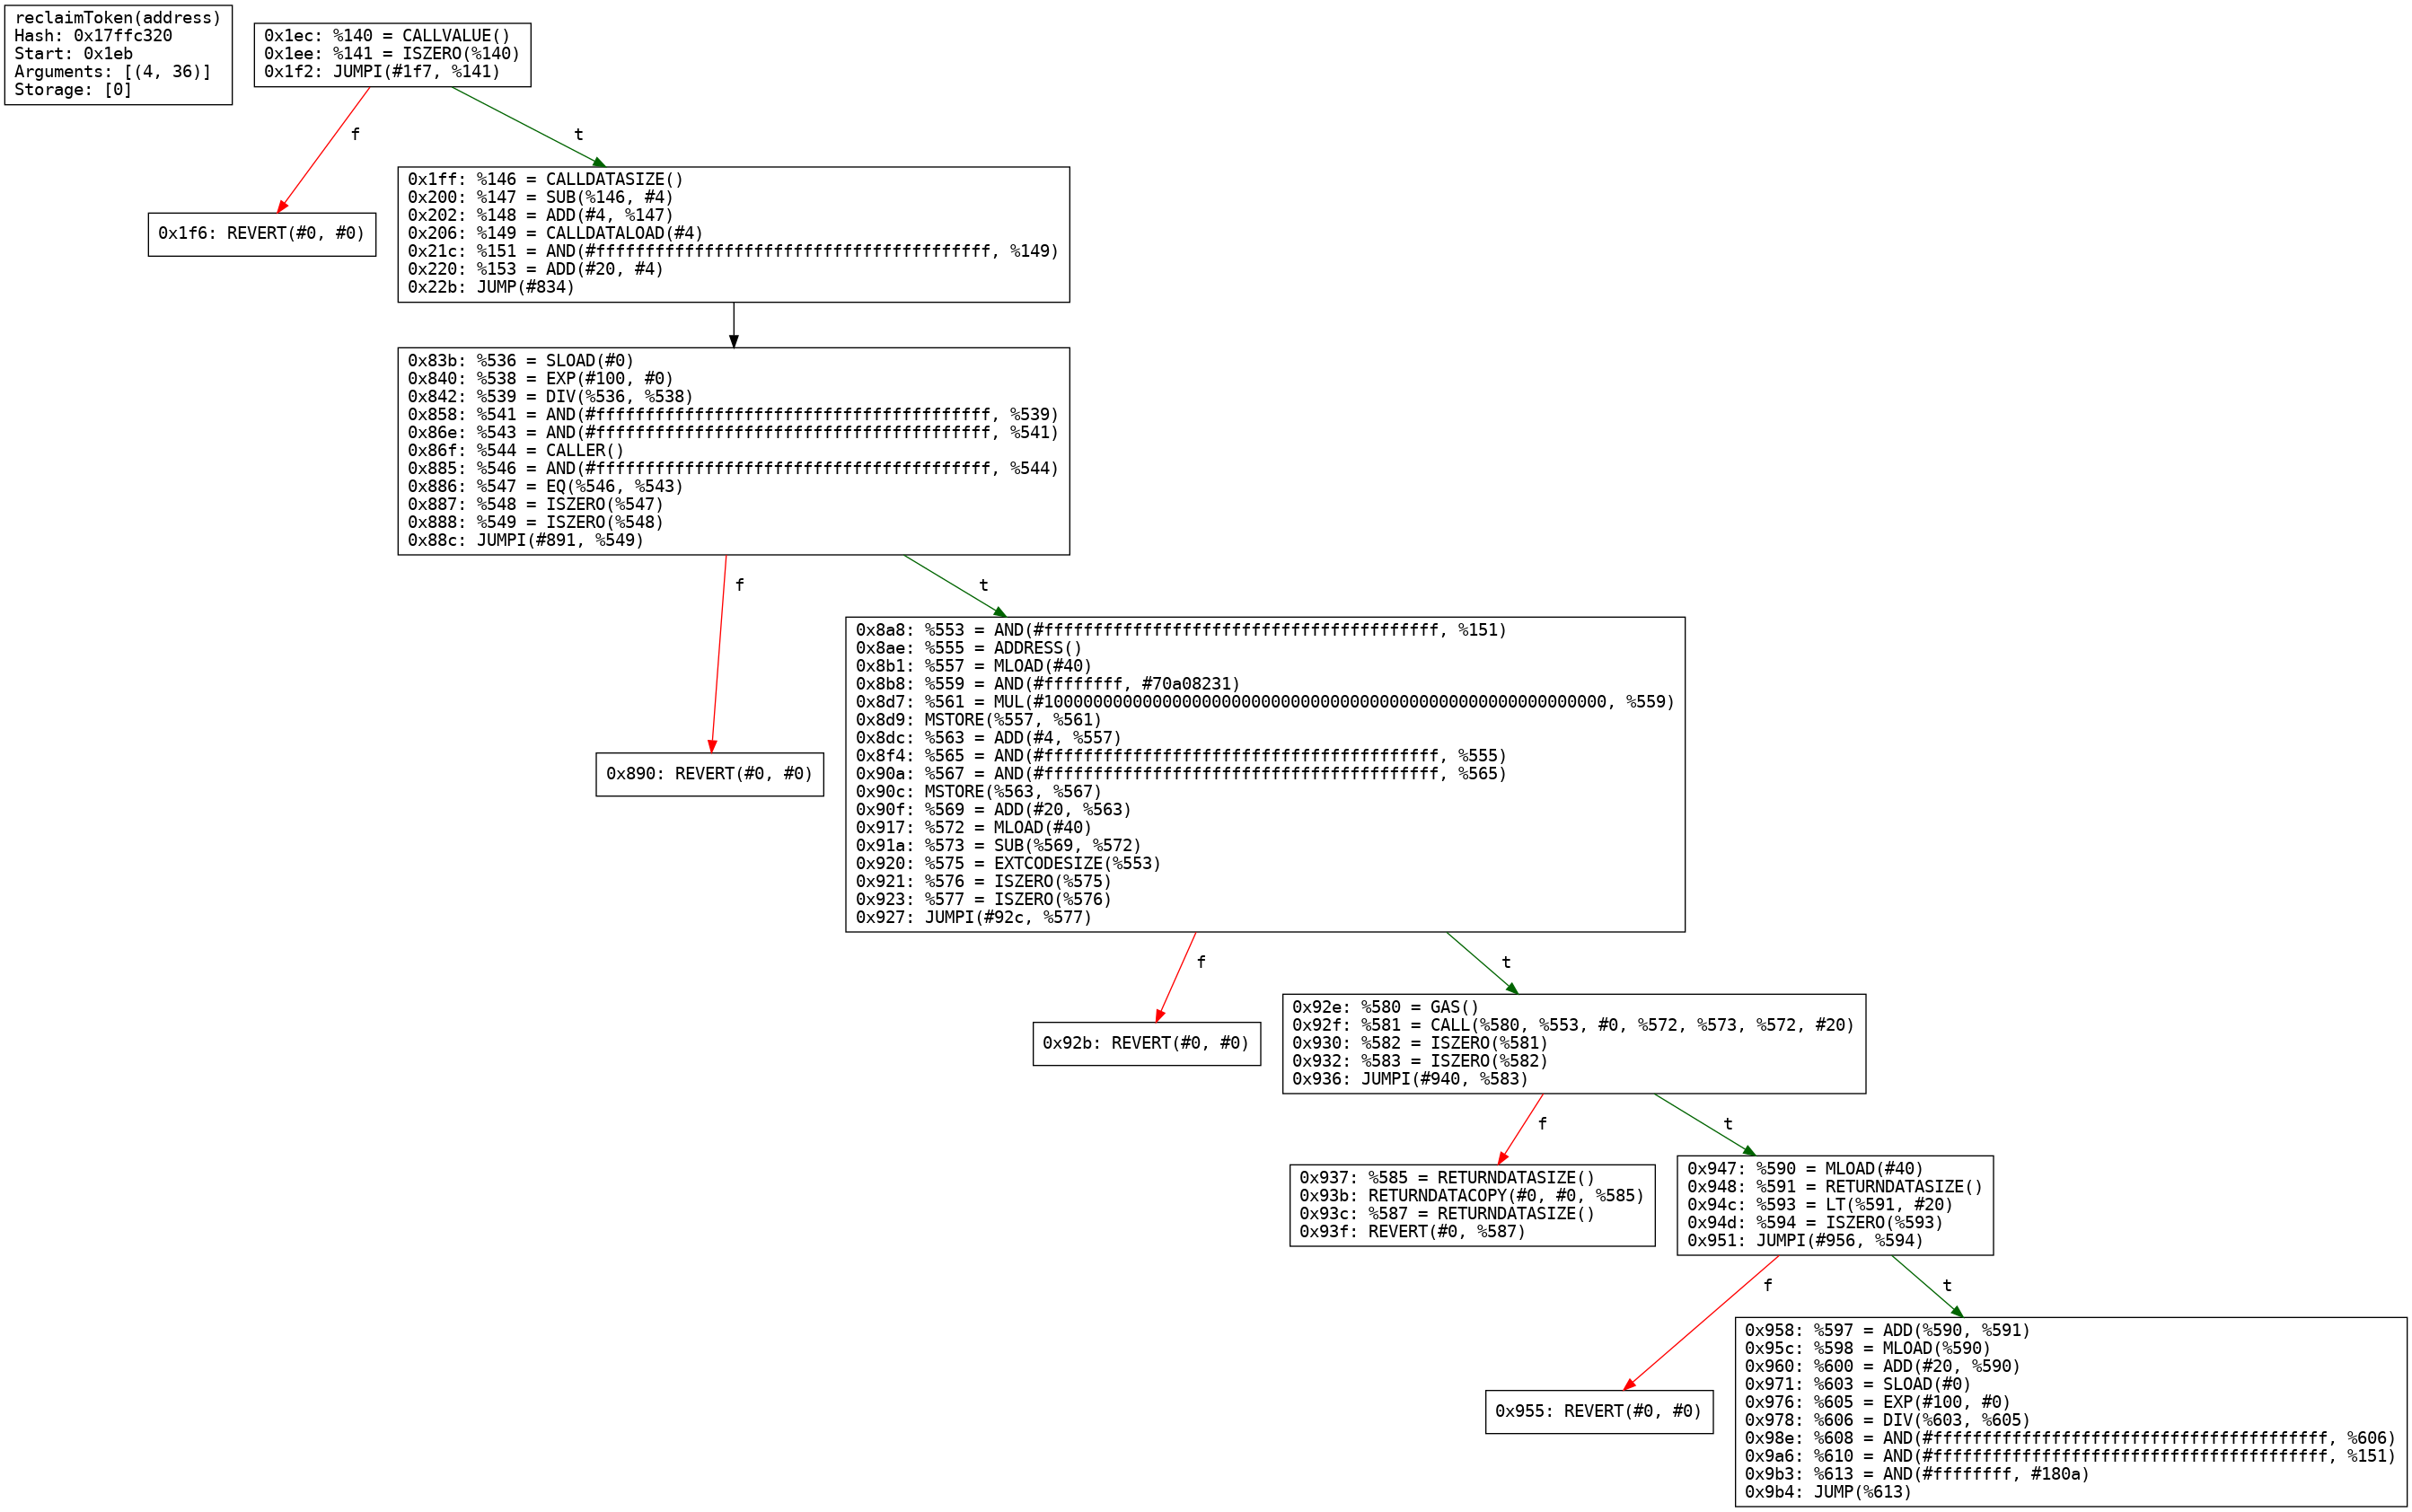 reclaimToken(address)
Hash: 0x17ffc320
Start: 0x1eb
Arguments: [(4, 36)]
Storage: [0]
0x1ec: %140 = CALLVALUE()
0x1ee: %141 = ISZERO(%140)
0x1f2: JUMPI(#1f7, %141)
f
t
0x1f6: REVERT(#0, #0)
0x1ff: %146 = CALLDATASIZE()
0x200: %147 = SUB(%146, #4)
0x202: %148 = ADD(#4, %147)
0x206: %149 = CALLDATALOAD(#4)
0x21c: %151 = AND(#ffffffffffffffffffffffffffffffffffffffff, %149)
0x220: %153 = ADD(#20, #4)
0x22b: JUMP(#834)
0x83b: %536 = SLOAD(#0)
0x840: %538 = EXP(#100, #0)
0x842: %539 = DIV(%536, %538)
0x858: %541 = AND(#ffffffffffffffffffffffffffffffffffffffff, %539)
0x86e: %543 = AND(#ffffffffffffffffffffffffffffffffffffffff, %541)
0x86f: %544 = CALLER()
0x885: %546 = AND(#ffffffffffffffffffffffffffffffffffffffff, %544)
0x886: %547 = EQ(%546, %543)
0x887: %548 = ISZERO(%547)
0x888: %549 = ISZERO(%548)
0x88c: JUMPI(#891, %549)
f
t
0x890: REVERT(#0, #0)
0x8a8: %553 = AND(#ffffffffffffffffffffffffffffffffffffffff, %151)
0x8ae: %555 = ADDRESS()
0x8b1: %557 = MLOAD(#40)
0x8b8: %559 = AND(#ffffffff, #70a08231)
0x8d7: %561 = MUL(#100000000000000000000000000000000000000000000000000000000, %559)
0x8d9: MSTORE(%557, %561)
0x8dc: %563 = ADD(#4, %557)
0x8f4: %565 = AND(#ffffffffffffffffffffffffffffffffffffffff, %555)
0x90a: %567 = AND(#ffffffffffffffffffffffffffffffffffffffff, %565)
0x90c: MSTORE(%563, %567)
0x90f: %569 = ADD(#20, %563)
0x917: %572 = MLOAD(#40)
0x91a: %573 = SUB(%569, %572)
0x920: %575 = EXTCODESIZE(%553)
0x921: %576 = ISZERO(%575)
0x923: %577 = ISZERO(%576)
0x927: JUMPI(#92c, %577)
f
t
0x92b: REVERT(#0, #0)
0x92e: %580 = GAS()
0x92f: %581 = CALL(%580, %553, #0, %572, %573, %572, #20)
0x930: %582 = ISZERO(%581)
0x932: %583 = ISZERO(%582)
0x936: JUMPI(#940, %583)
f
t
0x937: %585 = RETURNDATASIZE()
0x93b: RETURNDATACOPY(#0, #0, %585)
0x93c: %587 = RETURNDATASIZE()
0x93f: REVERT(#0, %587)
0x947: %590 = MLOAD(#40)
0x948: %591 = RETURNDATASIZE()
0x94c: %593 = LT(%591, #20)
0x94d: %594 = ISZERO(%593)
0x951: JUMPI(#956, %594)
f
t
0x955: REVERT(#0, #0)
0x958: %597 = ADD(%590, %591)
0x95c: %598 = MLOAD(%590)
0x960: %600 = ADD(#20, %590)
0x971: %603 = SLOAD(#0)
0x976: %605 = EXP(#100, #0)
0x978: %606 = DIV(%603, %605)
0x98e: %608 = AND(#ffffffffffffffffffffffffffffffffffffffff, %606)
0x9a6: %610 = AND(#ffffffffffffffffffffffffffffffffffffffff, %151)
0x9b3: %613 = AND(#ffffffff, #180a)
0x9b4: JUMP(%613)